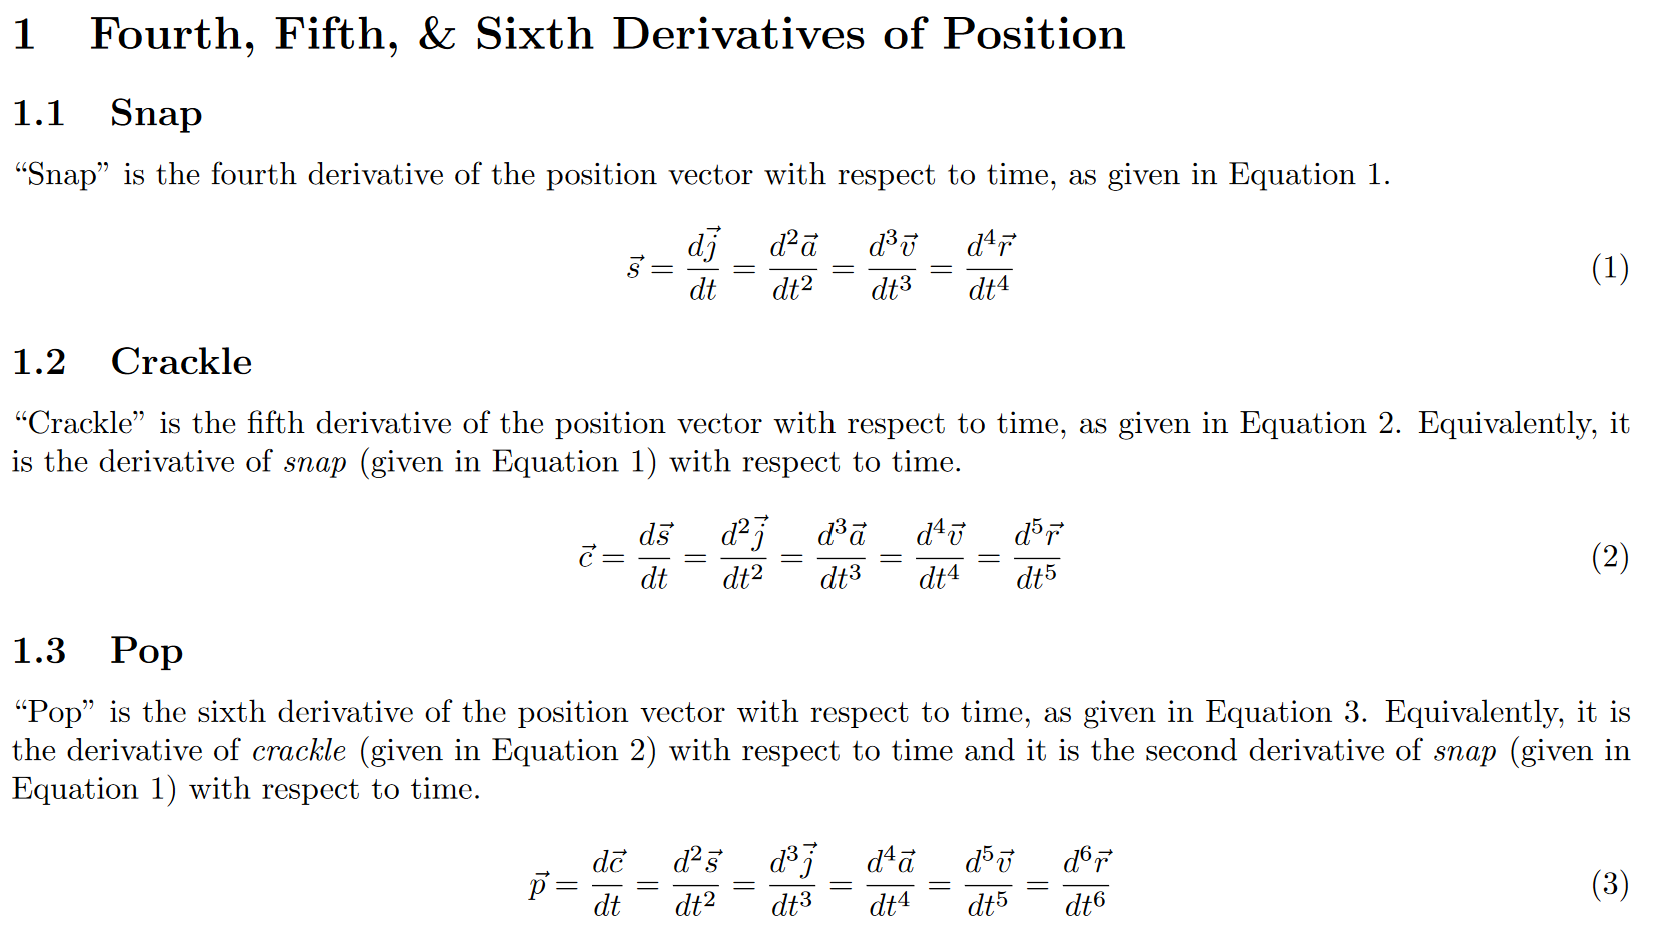 1 Fourth, Fifth, & Sixth Derivatives of Position
1.1 Snap
“Snap” is the fourth derivative of the position vector with respect to time, as given in Equation 1.
$\vec{s} = \frac{d\vec{j}}{dt} = \frac{d^2\vec{a}}{dt^2} = \frac{d^3\vec{v}}{dt^3} = \frac{d^4\vec{r}}{dt^4}$ (1)
1.2 Crackle
“Crackle” is the fifth derivative of the position vector with respect to time, as given in Equation 2. Equivalently, it
is the derivative of snap (given in Equation 1) with respect to time.
$\vec{c} = \frac{d\vec{s}}{dt} = \frac{d^2\vec{j}}{dt^2} = \frac{d^3\vec{a}}{dt^3} = \frac{d^4\vec{v}}{dt^4} = \frac{d^5\vec{r}}{dt^5}$ (2)
1.3 Pop
“Pop” is the sixth derivative of the position vector with respect to time, as given in Equation 3. Equivalently, it is
the derivative of crackle (given in Equation 2) with respect to time and it is the second derivative of snap (given in
Equation 1) with respect to time.
$\vec{p} = \frac{d\vec{c}}{dt} = \frac{d^2\vec{s}}{dt^2} = \frac{d^3\vec{j}}{dt^3} = \frac{d^4\vec{a}}{dt^4} = \frac{d^5\vec{v}}{dt^5} = \frac{d^6\vec{r}}{dt^6}$ (3)